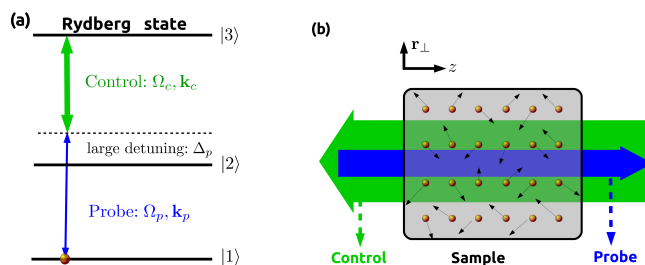 (a)
Rydberg state
|3⟩
Control: Ω_c, k_c
large detuning: Δ_p
|2⟩
Probe: Ω_p, k_p
|1⟩
(b)
r_⊥
z
Control
Sample
Probe